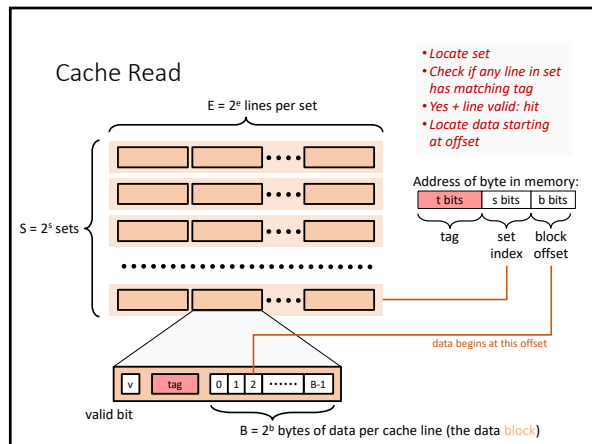 Cache Read
• Locate set
• Check if any line in set
has matching tag
• Yes + line valid: hit
• Locate data starting
at offset
E = 2ᵉ lines per set
S = 2ˢ sets
Address of byte in memory:
t bits s bits b bits
tag set index block offset
data begins at this offset
v tag 0 1 2 •••••• B-1
valid bit
B = 2ᵇ bytes of data per cache line (the data block)